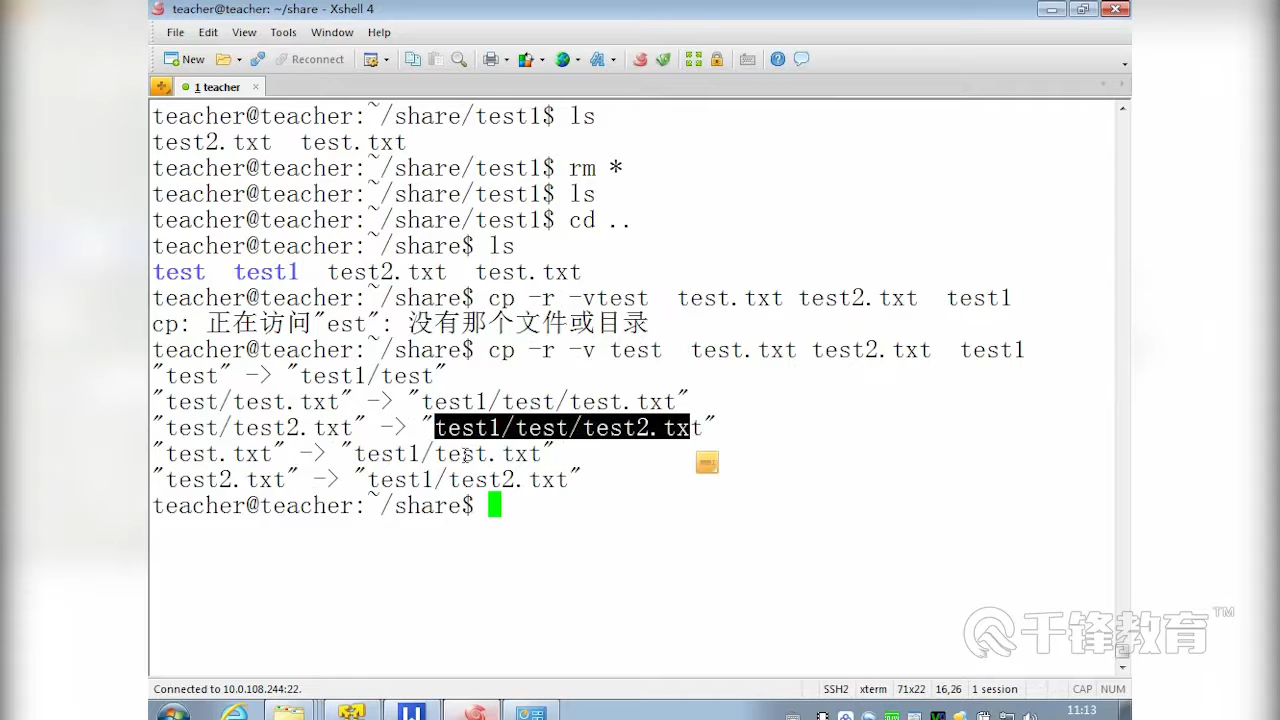 teacher@teacher: ~/share - Xshell 4
File Edit View Tools Window Help
New Reconnect
1 teacher
teacher@teacher:~/share/test1$ ls
test2.txt  test.txt
teacher@teacher:~/share/test1$ rm *
teacher@teacher:~/share/test1$ ls
teacher@teacher:~/share/test1$ cd ..
teacher@teacher:~/share$ ls
test  test1  test2.txt  test.txt
teacher@teacher:~/share$ cp -r -vtest  test.txt test2.txt  test1
cp: 正在访问"est": 没有那个文件或目录
teacher@teacher:~/share$ cp -r -v test  test.txt test2.txt  test1
"test" -> "test1/test"
"test/test.txt" -> "test1/test/test.txt"
"test/test2.txt" -> "test1/test/test2.txt"
"test.txt" -> "test1/test.txt"
"test2.txt" -> "test1/test2.txt"
teacher@teacher:~/share$
千锋教育™
Connected to 10.0.108.244:22. SSH2 xterm 71x22 16,26 1 session CAP NUM
11:13